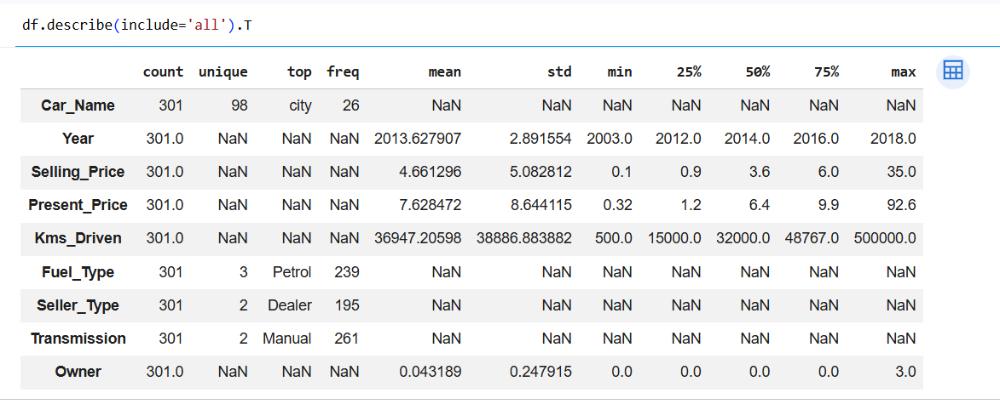 df.describe(include='all').T
count unique top freq mean std min 25% 50% 75% max
Car_Name 301 98 city 26 NaN NaN NaN NaN NaN NaN NaN
Year 301.0 NaN NaN NaN 2013.627907 2.891554 2003.0 2012.0 2014.0 2016.0 2018.0
Selling_Price 301.0 NaN NaN NaN 4.661296 5.082812 0.1 0.9 3.6 6.0 35.0
Present_Price 301.0 NaN NaN NaN 7.628472 8.644115 0.32 1.2 6.4 9.9 92.6
Kms_Driven 301.0 NaN NaN NaN 36947.20598 38886.883882 500.0 15000.0 32000.0 48767.0 500000.0
Fuel_Type 301 3 Petrol 239 NaN NaN NaN NaN NaN NaN NaN
Seller_Type 301 2 Dealer 195 NaN NaN NaN NaN NaN NaN NaN
Transmission 301 2 Manual 261 NaN NaN NaN NaN NaN NaN NaN
Owner 301.0 NaN NaN NaN 0.043189 0.247915 0.0 0.0 0.0 0.0 3.0